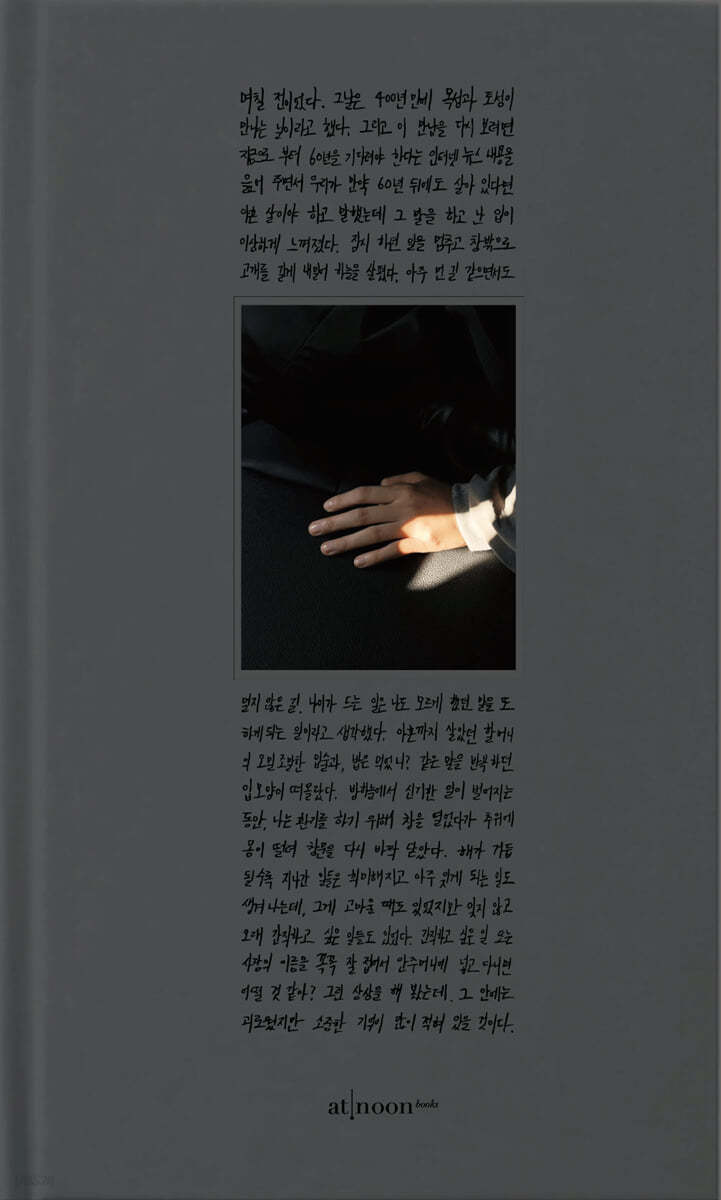 며칠 전이었다. 그날은 400년 만에 목성과 토성이
만나는 날이라고 했다. 그리고 이 만남을 다시 보려면
지금으로 부터 60년을 기다려야 한다는 인터넷 뉴스 내용을
읊어 주면서 우리가 만약 60년 뒤에도 살아 있다면
아흔 살이야 하고 말했는데 그 말을 하고 난 입이
이상하게 느껴졌다. 잠시 하던 일을 멈추고 창밖으로
고개를 길게 내밀어 하늘을 살폈다. 아주 먼 길 같으면서도
멀지 않은 길. 나이가 드는 일은 나도 모르게 했던 일을 또
하게 되는 일이라고 생각했다. 아흔까지 살았던 할머니
의 오밀조밀한 입술과, 밥은 먹었니? 같은 말을 반복하던
입모양이 떠올랐다. 밤하늘에서 신기한 일이 벌어지는
동안, 나는 환기를 하기 위해 창을 열었다가 추위에
몸이 떨려 창문을 다시 바짝 닫았다. 해가 거듭
될수록 지나간 일들은 희미해지고 아주 잊게 되는 일도
생겨 나는데, 그게 고마울 때도 있었지만 잊지 않고
오래 간직하고 싶은 일들도 있었다. 간직하고 싶은 일 또는
사람의 이름을 꼭꼭 잘 접어서 안주머니에 넣고 다니면
어떨 것 같아? 그런 상상을 해 봤는데. 그 안에는
괴로웠지만 소중한 기억이 많이 적혀 있을 것이다.
at noon books